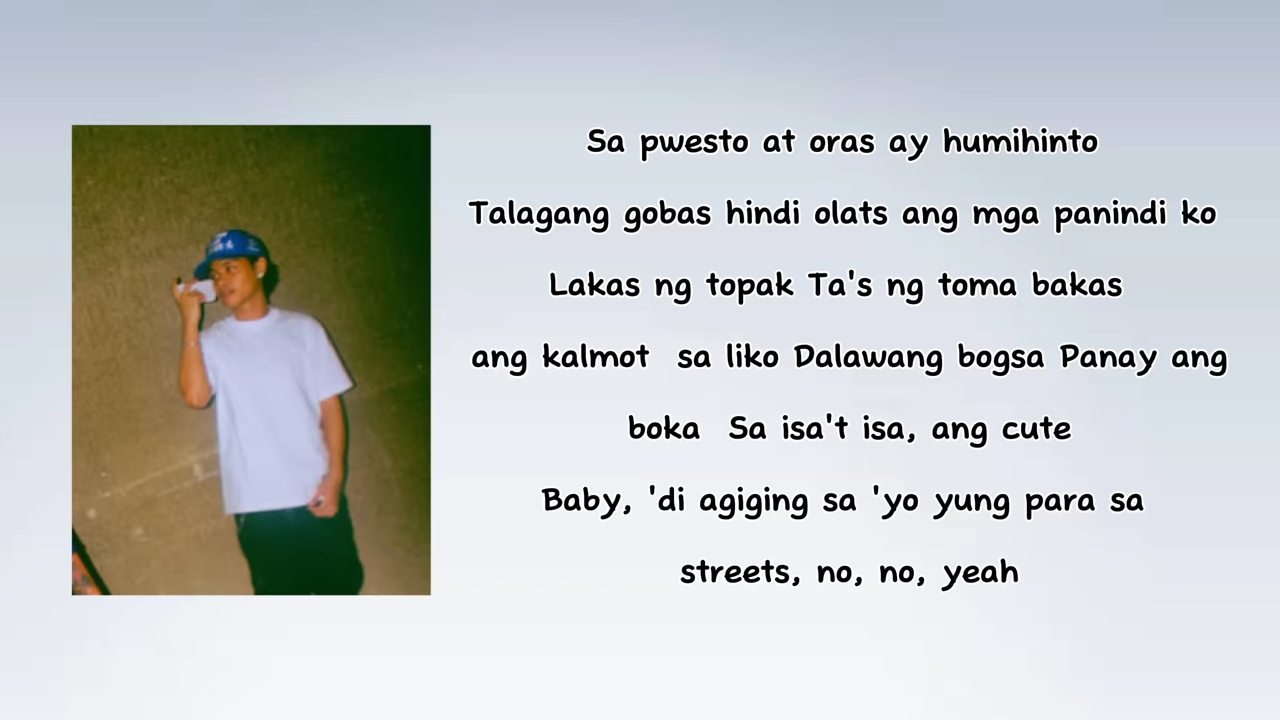 Sa pwesto at oras ay humihinto
Talagang gobas hindi olats ang mga panindi ko
Lakas ng topak Ta's ng toma bakas
ang kalmot sa liko Dalawang bogsa Panay ang
boka Sa isa't isa, ang cute
Baby, 'di agiging sa 'yo yung para sa
streets, no, no, yeah